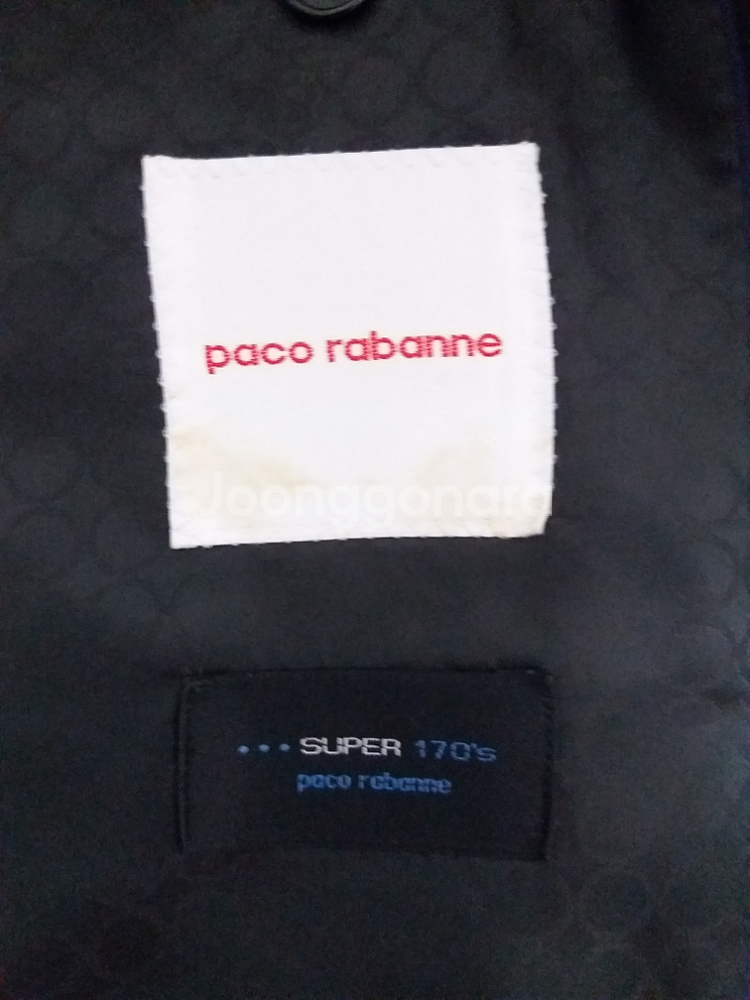 paco rabanne
Joonggonara
... SUPER 170's
paco rabanne